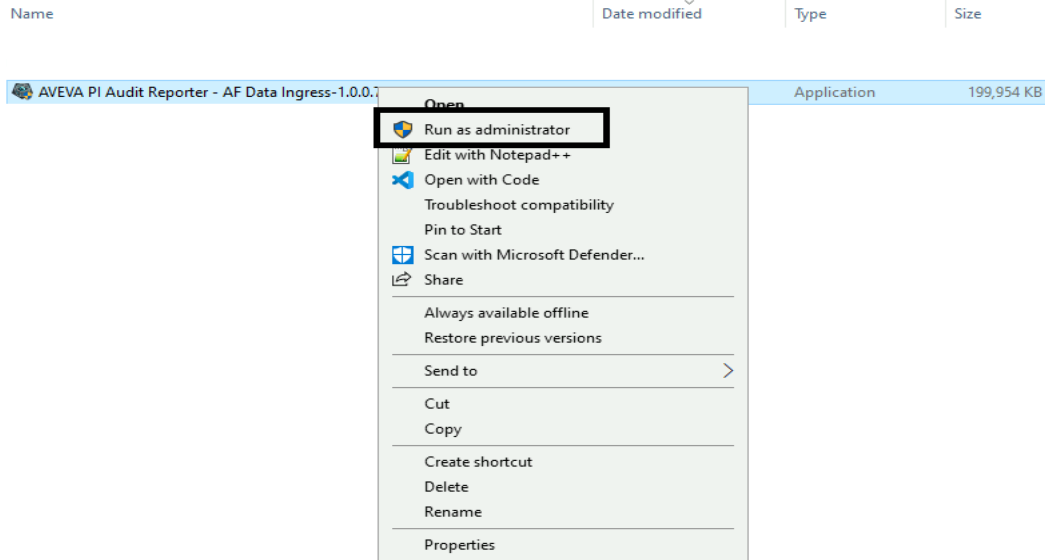 Name Date modified Type Size
AVEVA PI Audit Reporter - AF Data Ingress-1.0.0.7 Application 199,954 KB
Open
Run as administrator
Edit with Notepad++
Open with Code
Troubleshoot compatibility
Pin to Start
Scan with Microsoft Defender...
Share
Always available offline
Restore previous versions
Send to
Cut
Copy
Create shortcut
Delete
Rename
Properties